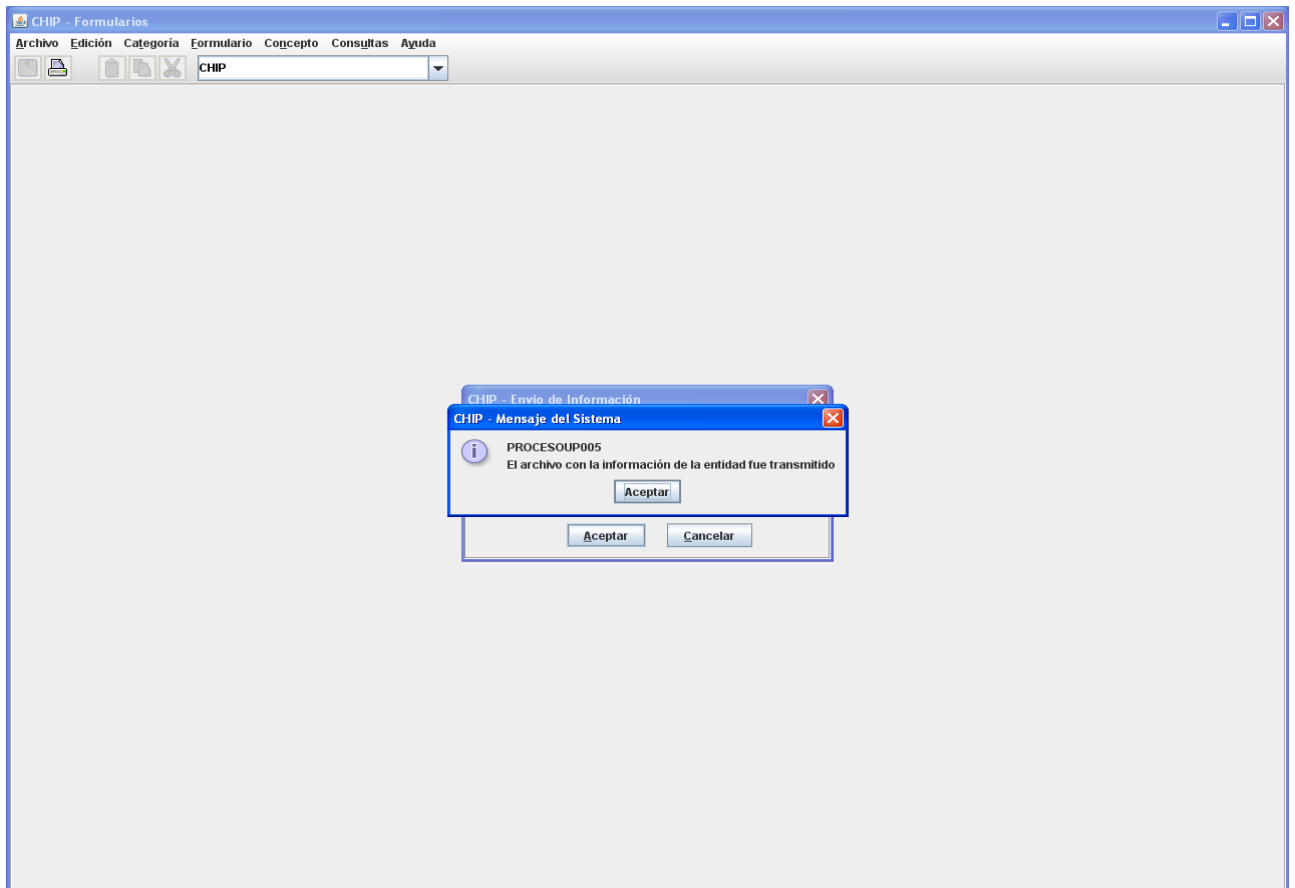 CHIP - Formularios
Archivo Edición Categoría Formulario Concepto Consultas Ayuda
CHIP
CHIP - Envio de Información
CHIP - Mensaje del Sistema
PROCESOUP005
El archivo con la información de la entidad fue transmitido
Aceptar
Aceptar Cancelar